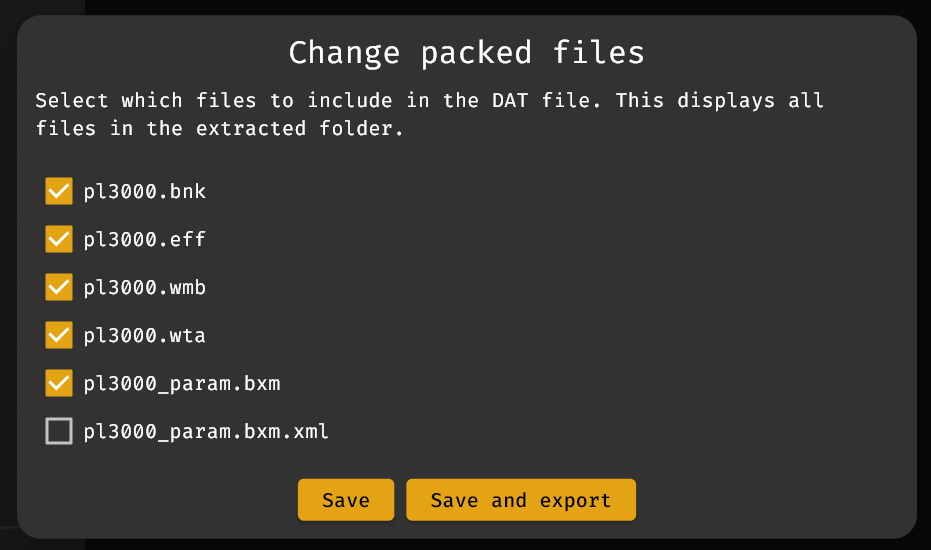 Change packed files
Select which files to include in the DAT file. This displays all
files in the extracted folder.
pl3000.bnk
pl3000.eff
pl3000.wmb
pl3000.wta
pl3000_param.bxm
pl3000_param.bxm.xml
Save
Save and export